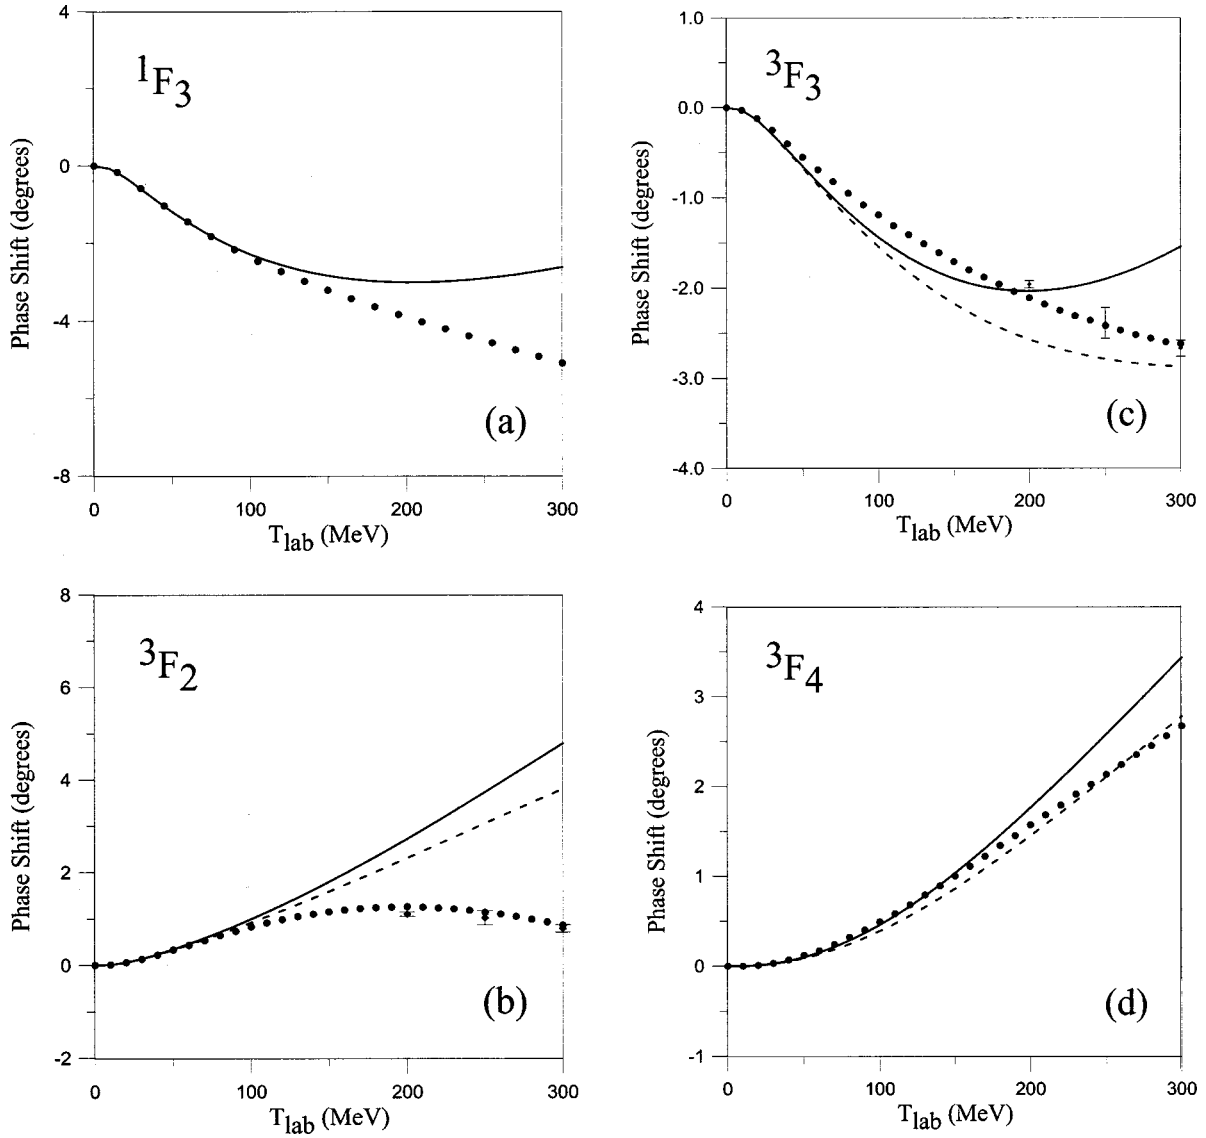 4
0
-4
-8
Phase Shift (degrees)
1F3
(a)
0
100
200
300
Tlab (MeV)
1.0
0.0
-1.0
-2.0
-3.0
-4.0
Phase Shift (degrees)
3F3
(c)
0
100
200
300
Tlab (MeV)
8
6
4
2
0
-2
Phase Shift (degrees)
3F2
(b)
0
100
200
300
Tlab (MeV)
4
3
2
1
0
-1
Phase Shift (degrees)
3F4
(d)
0
100
200
300
Tlab (MeV)